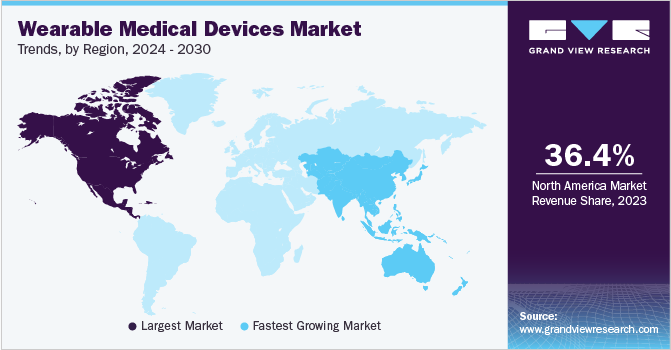 Wearable Medical Devices Market
Trends, by Region, 2024 - 2030
GRAND VIEW RESEARCH
36.4%
North America Market
Revenue Share, 2023
Largest Market
Fastest Growing Market
Source:
www.grandviewresearch.com